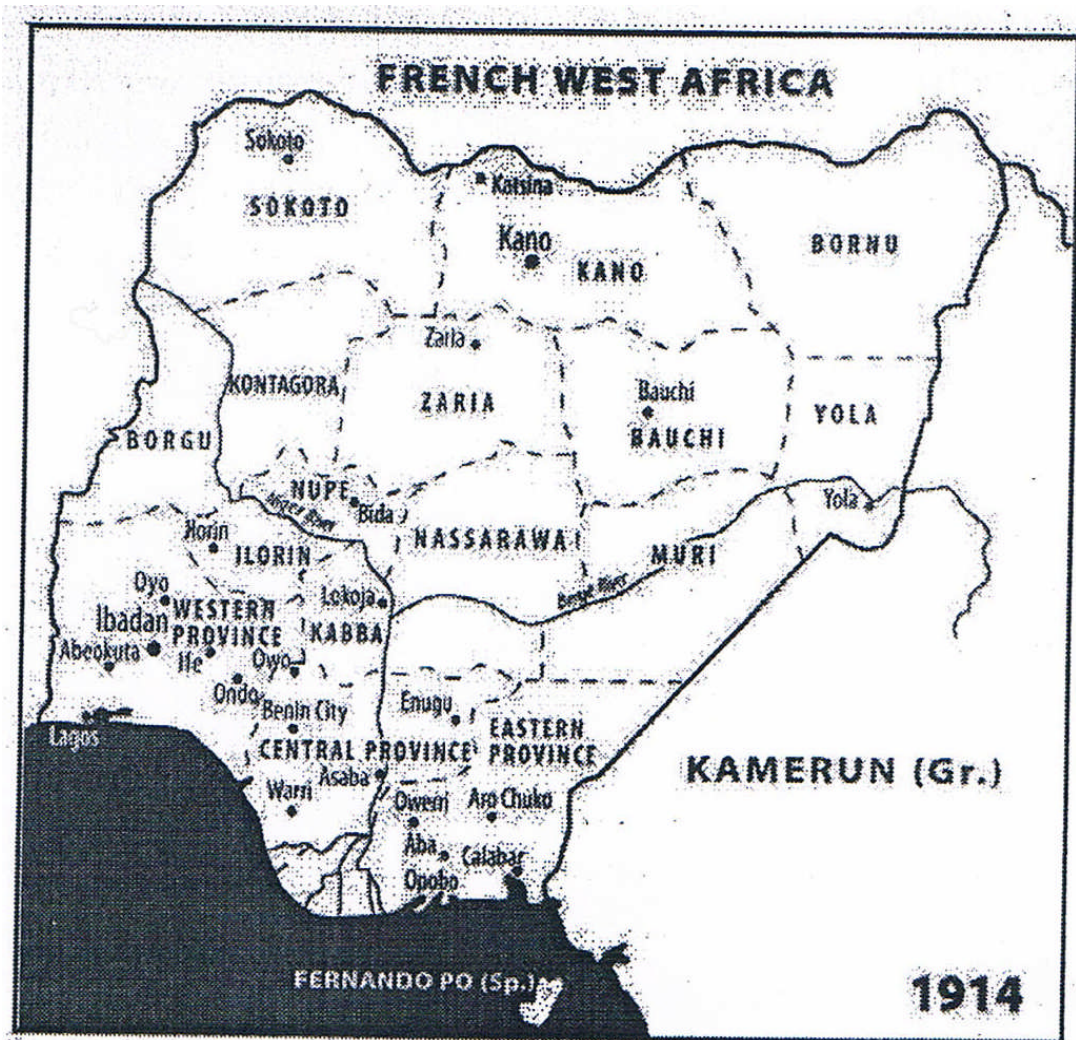 FRENCH WEST AFRICA
Sokoto
SOKOTO
Katsina
Kano
KANO
BORNU
Zaria
KONTAGORA
ZARIA
Bauchi
BAUCHI
YOLA
BORGU
NUPE
Bida
Niger River
Yola
Ilorin
ILORIN
NASSARAWA
MURI
Benue River
Oyo
Ibadan
WESTERN
PROVINCE
Lokoja
KABBA
Abeokuta
Ife
Owo
Ondo
Benin City
Enugu
EASTERN
PROVINCE
Lagos
CENTRAL PROVINCE
Asaba
KAMERUN (Gr.)
Warri
Owerri
Aro Chuko
Aba
Calabar
Opobo
FERNANDO PO (Sp.)
1914